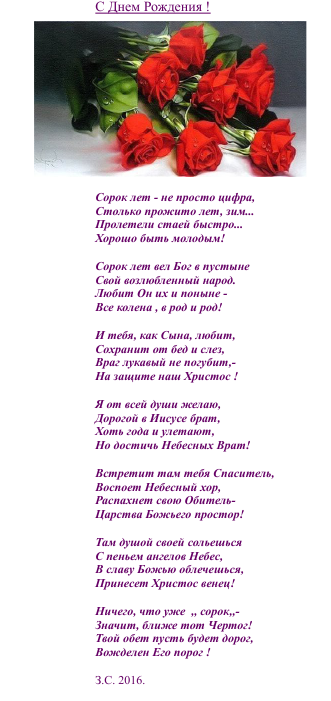 С Днем Рождения !
Сорок лет - не просто цифра,
Столько прожито лет, зим...
Пролетели стаей быстро...
Хорошо быть молодым!
Сорок лет вел Бог в пустыне
Свой возлюбленный народ.
Любит Он их и поныне -
Все колена , в род и род!
И тебя, как Сына, любит,
Сохранит от бед и слез,
Враг лукавый не погубит,-
На защите наш Христос !
Я от всей души желаю,
Дорогой в Иисусе брат,
Хоть года и улетают,
Но достичь Небесных Врат!
Встретит там тебя Спаситель,
Воспоет Небесный хор,
Распахнет свою Обитель-
Царства Божьего простор!
Там душой своей сольешься
С пеньем ангелов Небес,
В славу Божью облечешься,
Принесет Христос венец!
Ничего, что уже ,, сорок,,-
Значит, ближе тот Чертог!
Твой обет пусть будет дорог,
Вожделен Его порог !
З.С. 2016.